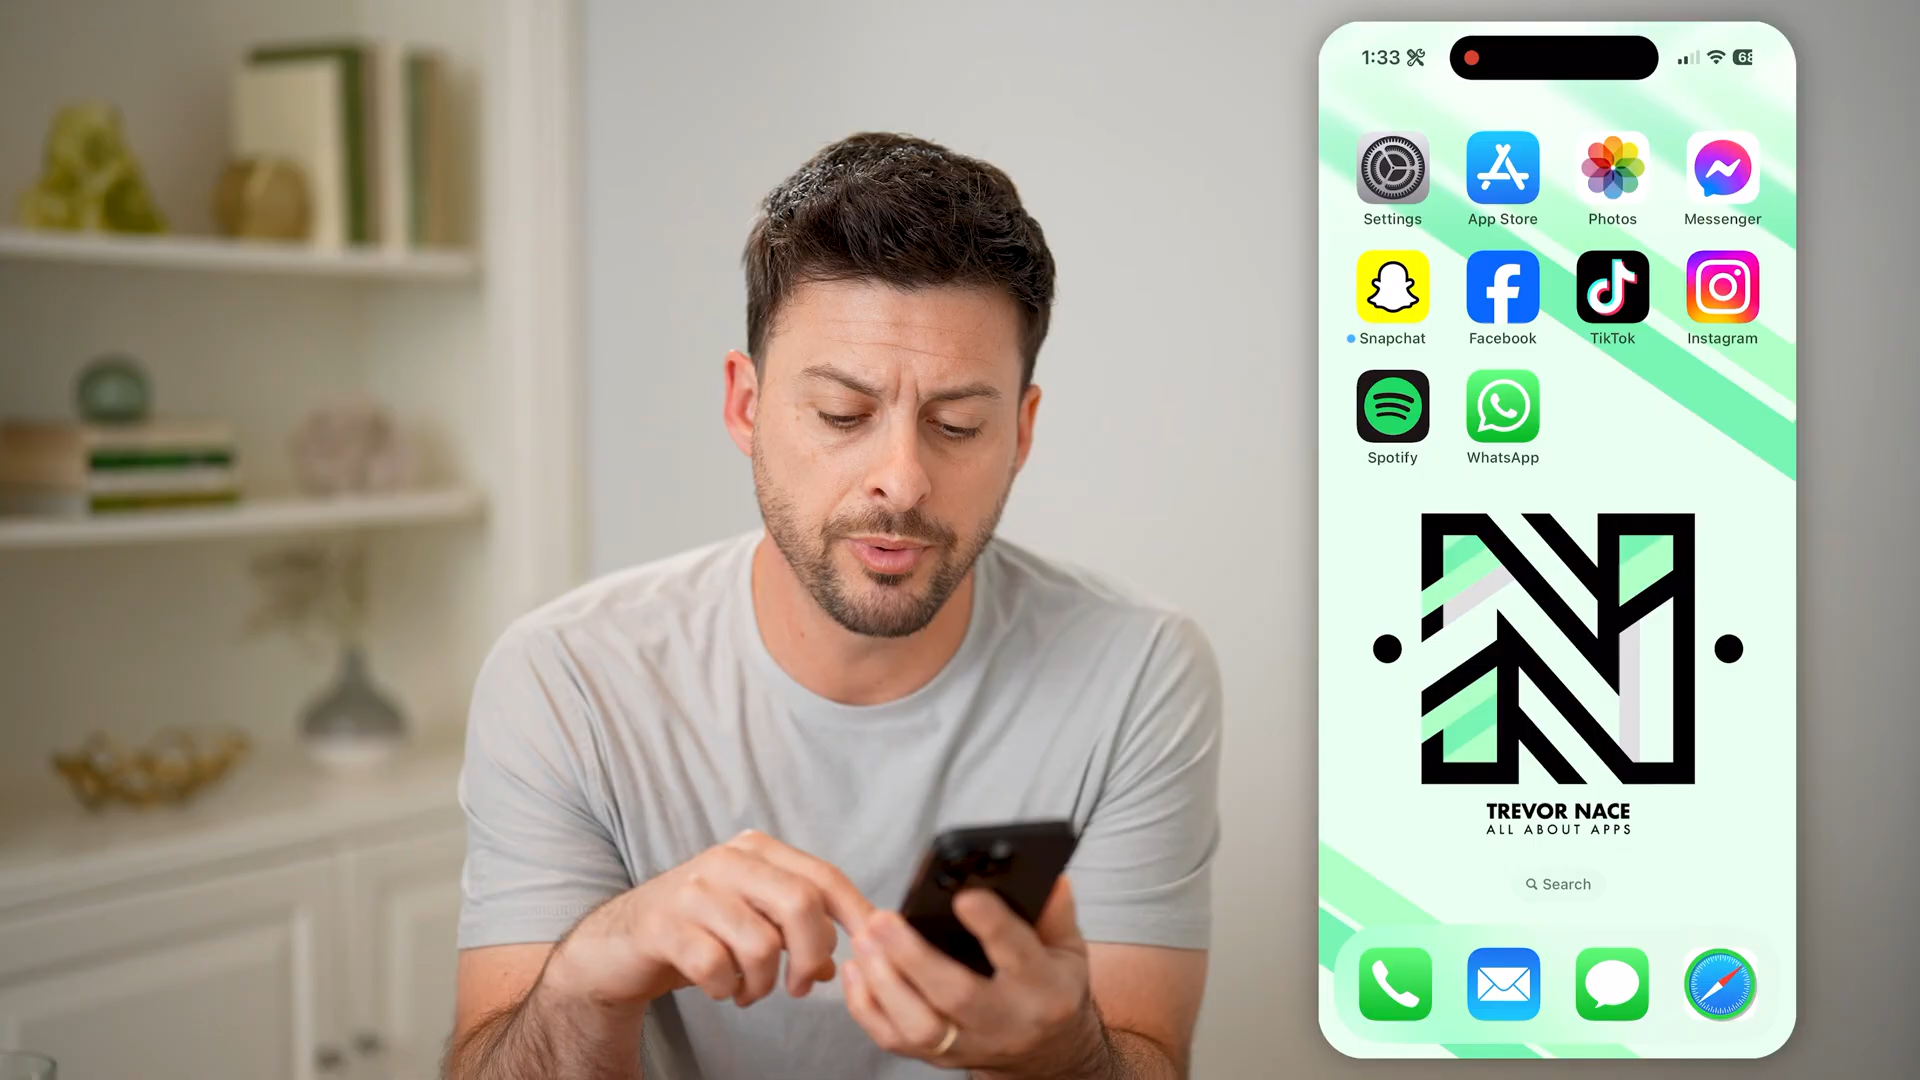 1:33
68
Settings
App Store
Photos
Messenger
Snapchat
Facebook
TikTok
Instagram
Spotify
WhatsApp
TREVOR NACE
ALL ABOUT APPS
Search